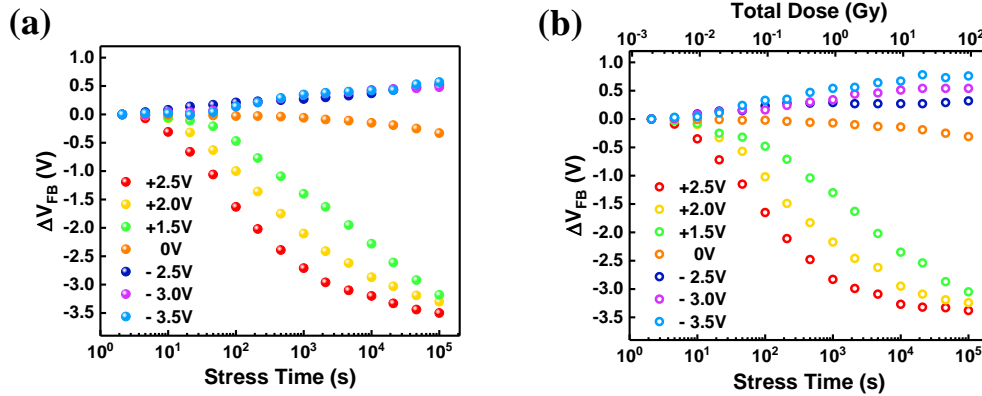 (a)
1.0
0.5
0.0
-0.5
-1.0
-1.5
-2.0
-2.5
-3.0
-3.5
ΔV_FB (V)
+2.5V
+2.0V
+1.5V
0V
- 2.5V
- 3.0V
- 3.5V
10^0 10^1 10^2 10^3 10^4 10^5
Stress Time (s)
(b)
Total Dose (Gy)
10^-3 10^-2 10^-1 10^0 10^1 10^2
1.0
0.5
0.0
-0.5
-1.0
-1.5
-2.0
-2.5
-3.0
-3.5
ΔV_FB (V)
+2.5V
+2.0V
+1.5V
0V
- 2.5V
- 3.0V
- 3.5V
10^0 10^1 10^2 10^3 10^4 10^5
Stress Time (s)